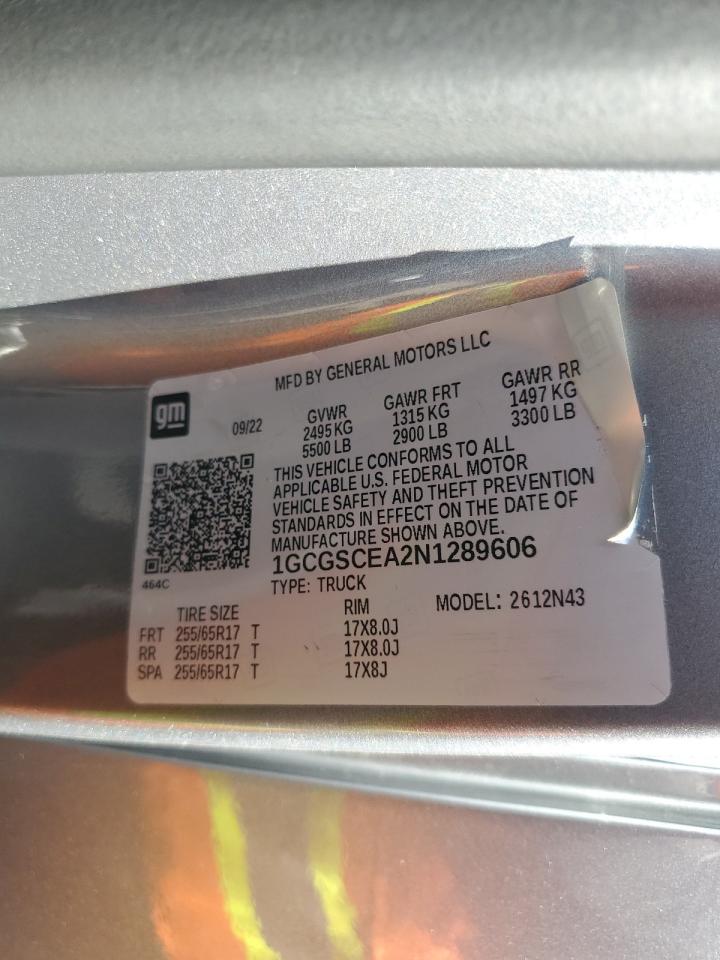 MFD BY GENERAL MOTORS LLC
gm
09/22
GVWR GAWR FRT GAWR RR
2495 KG 1315 KG 1497 KG
5500 LB 2900 LB 3300 LB
THIS VEHICLE CONFORMS TO ALL
APPLICABLE U.S. FEDERAL MOTOR
VEHICLE SAFETY AND THEFT PREVENTION
STANDARDS IN EFFECT ON THE DATE OF
MANUFACTURE SHOWN ABOVE.
1GCGSCEA2N1289606
464C
TYPE: TRUCK
MODEL: 2612N43
TIRE SIZE RIM
FRT 255/65R17 T 17X8.0J
RR 255/65R17 T 17X8.0J
SPA 255/65R17 T 17X8J